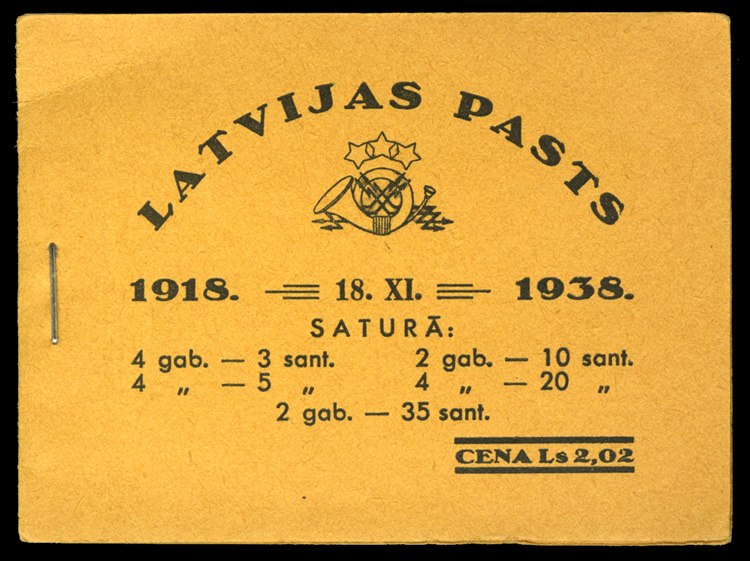 LATVIJAS PASTS
1918. 18. XI. 1938.
SATURĀ:
4 gab. — 3 sant. 2 gab. — 10 sant.
4 „ — 5 „ 4 „ — 20 „
2 gab. — 35 sant.
CENA Ls 2,02